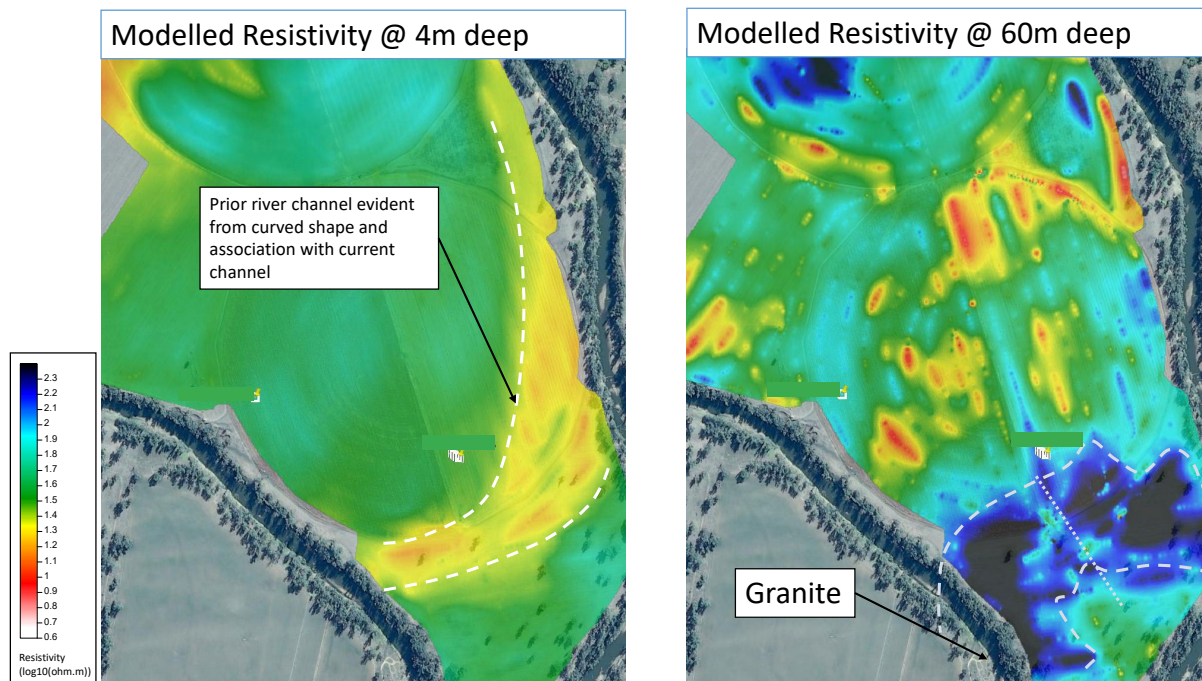 Modelled Resistivity @ 4m deep
Modelled Resistivity @ 60m deep
Prior river channel evident
from curved shape and
association with current
channel
2.3
2.2
2.1
2
1.9
1.8
1.7
1.6
1.5
1.4
1.3
1.2
1.1
1
0.9
0.8
0.7
0.6
Resistivity
(log10(ohm.m))
Granite